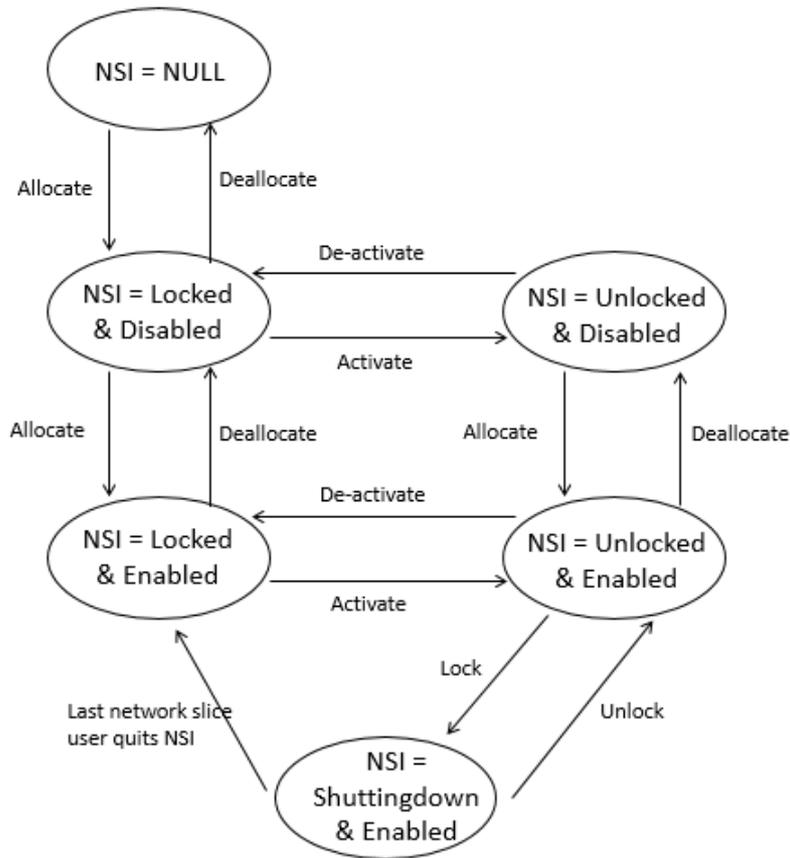 NSI = NULL
Allocate
Deallocate
De-activate
NSI = Locked
& Disabled
NSI = Unlocked
& Disabled
Activate
Allocate
Deallocate
Allocate
Deallocate
De-activate
NSI = Locked
& Enabled
NSI = Unlocked
& Enabled
Activate
Lock
Last network slice
user quits NSI
Unlock
NSI =
Shuttingdown
& Enabled